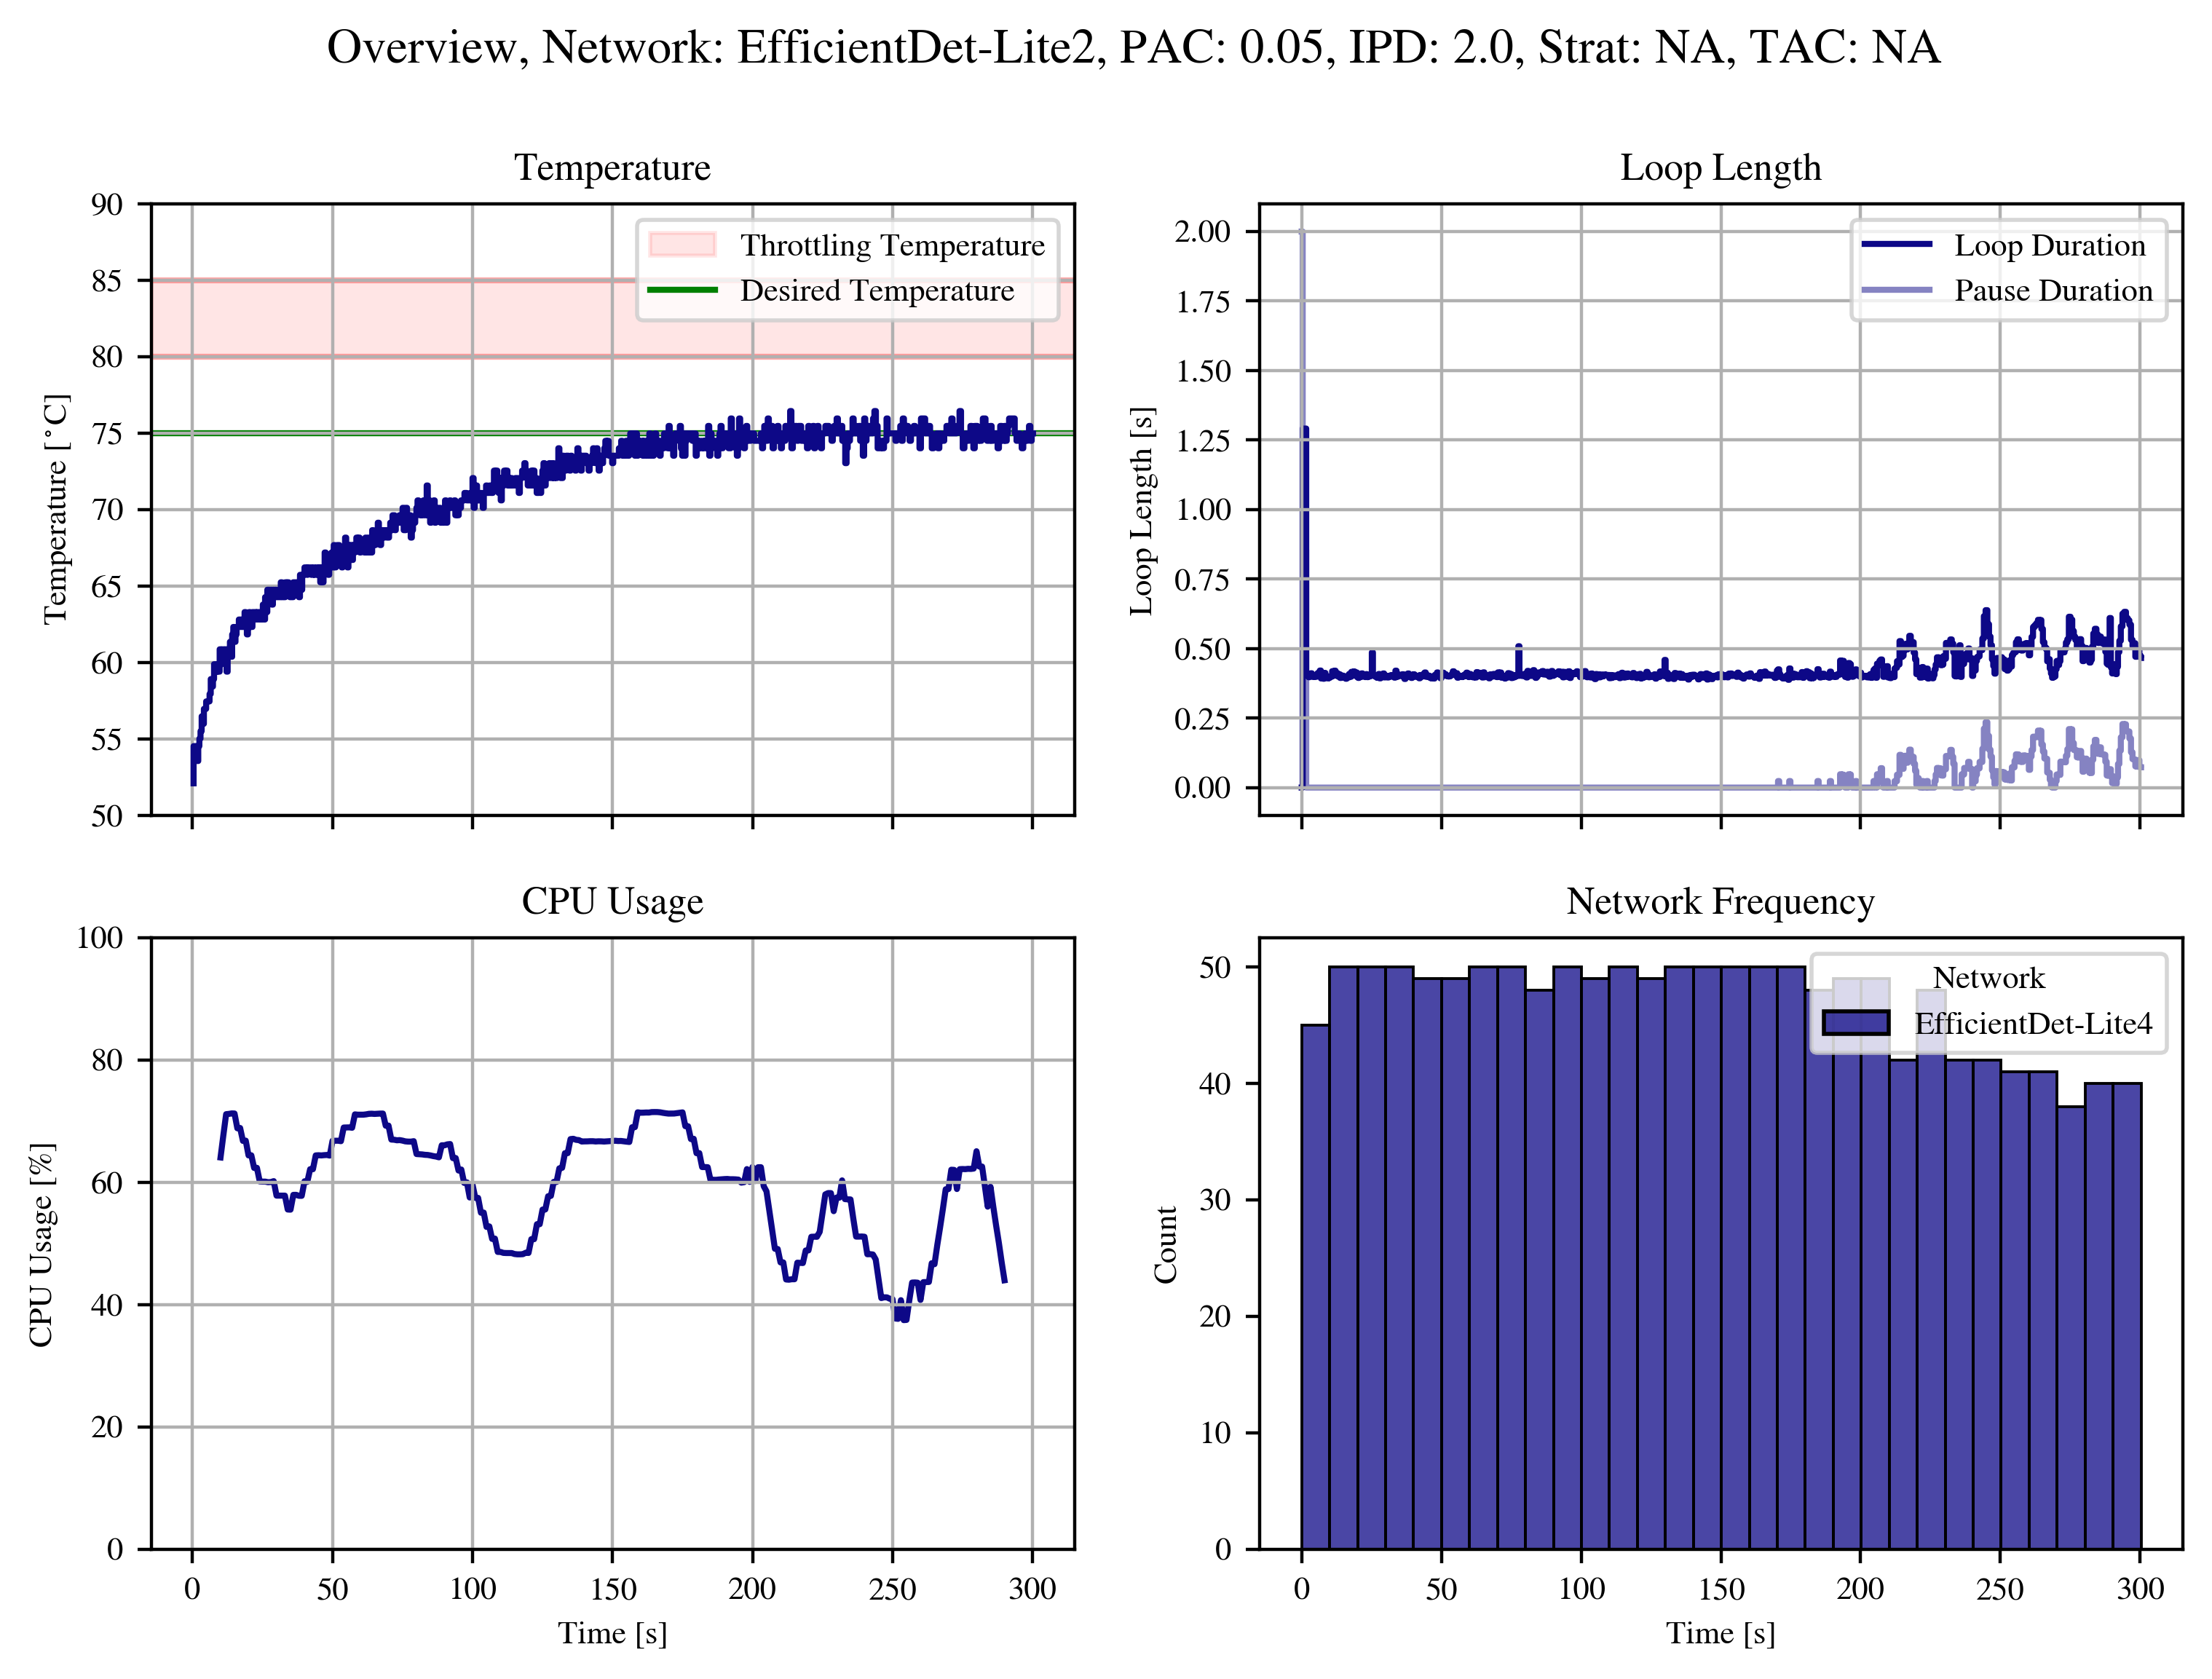 Overview, Network: EfficientDet-Lite2, PAC: 0.05, IPD: 2.0, Strat: NA, TAC: NA
Temperature
90
85
80
75
70
65
60
55
50
Temperature [°C]
Throttling Temperature
Desired Temperature
Loop Length
2.00
1.75
1.50
1.25
1.00
0.75
0.50
0.25
0.00
Loop Length [s]
Loop Duration
Pause Duration
CPU Usage
100
80
60
40
20
0
CPU Usage [%]
0 50 100 150 200 250 300
Time [s]
Network Frequency
50
40
30
20
10
0
Count
Network
EfficientDet-Lite4
0 50 100 150 200 250 300
Time [s]